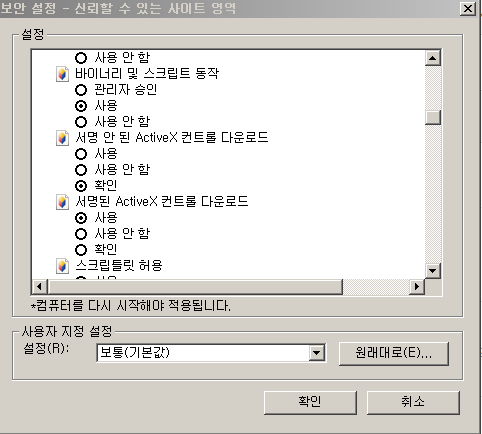 보안 설정 - 신뢰할 수 있는 사이트 영역
설정
사용 안 함
바이너리 및 스크립트 동작
관리자 승인
사용
사용 안 함
서명 안 된 ActiveX 컨트롤 다운로드
사용
사용 안 함
확인
서명된 ActiveX 컨트롤 다운로드
사용
사용 안 함
확인
스크립틀릿 허용
*컴퓨터를 다시 시작해야 적용됩니다.
사용자 지정 설정
설정(R): 보통(기본값) 원래대로(E)...
확인 취소